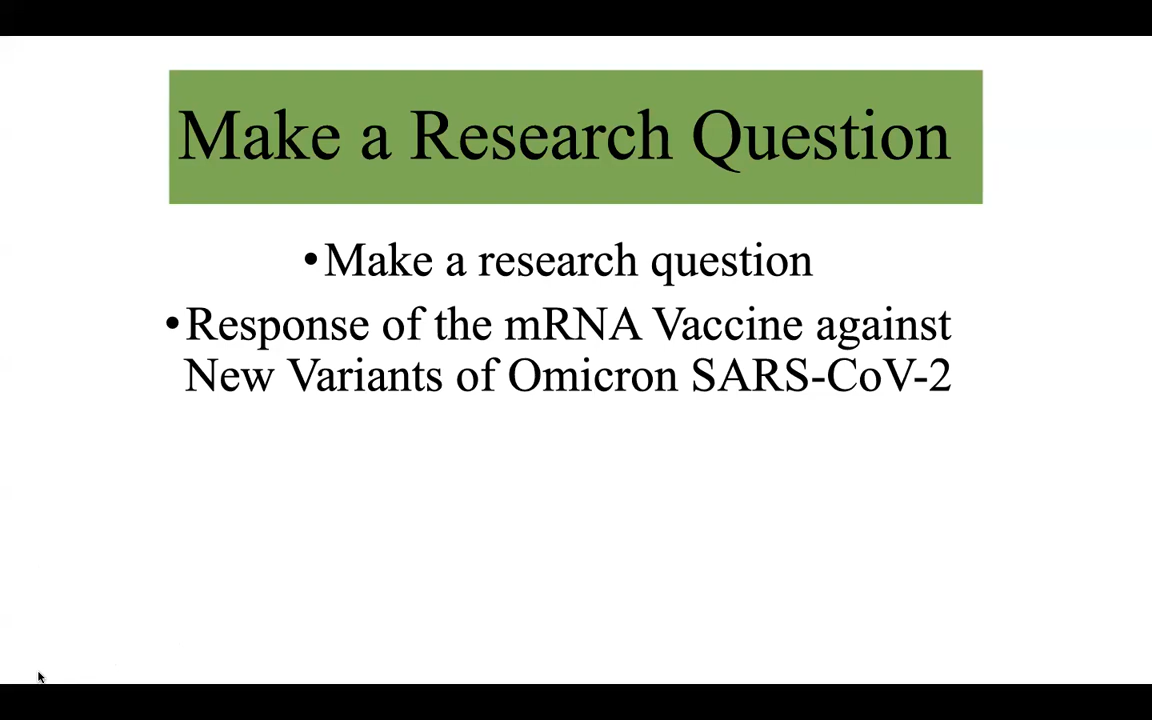 Make a Research Question
•Make a research question
•Response of the mRNA Vaccine against
New Variants of Omicron SARS-CoV-2